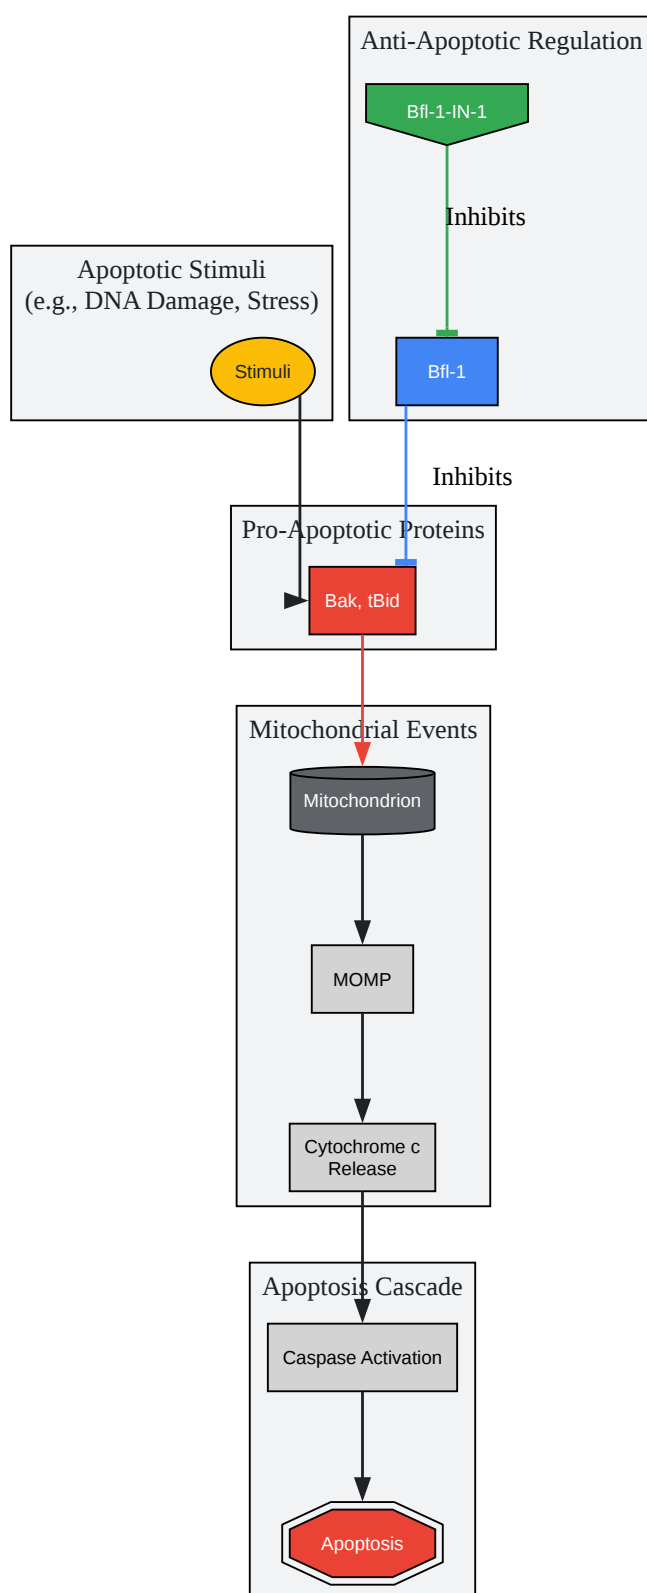 Anti-Apoptotic Regulation
Bfl-1-IN-1
Inhibits
Apoptotic Stimuli
(e.g., DNA Damage, Stress)
Stimuli
Bfl-1
Inhibits
Pro-Apoptotic Proteins
Bak, tBid
Mitochondrial Events
Mitochondrion
MOMP
Cytochrome c
Release
Apoptosis Cascade
Caspase Activation
Apoptosis